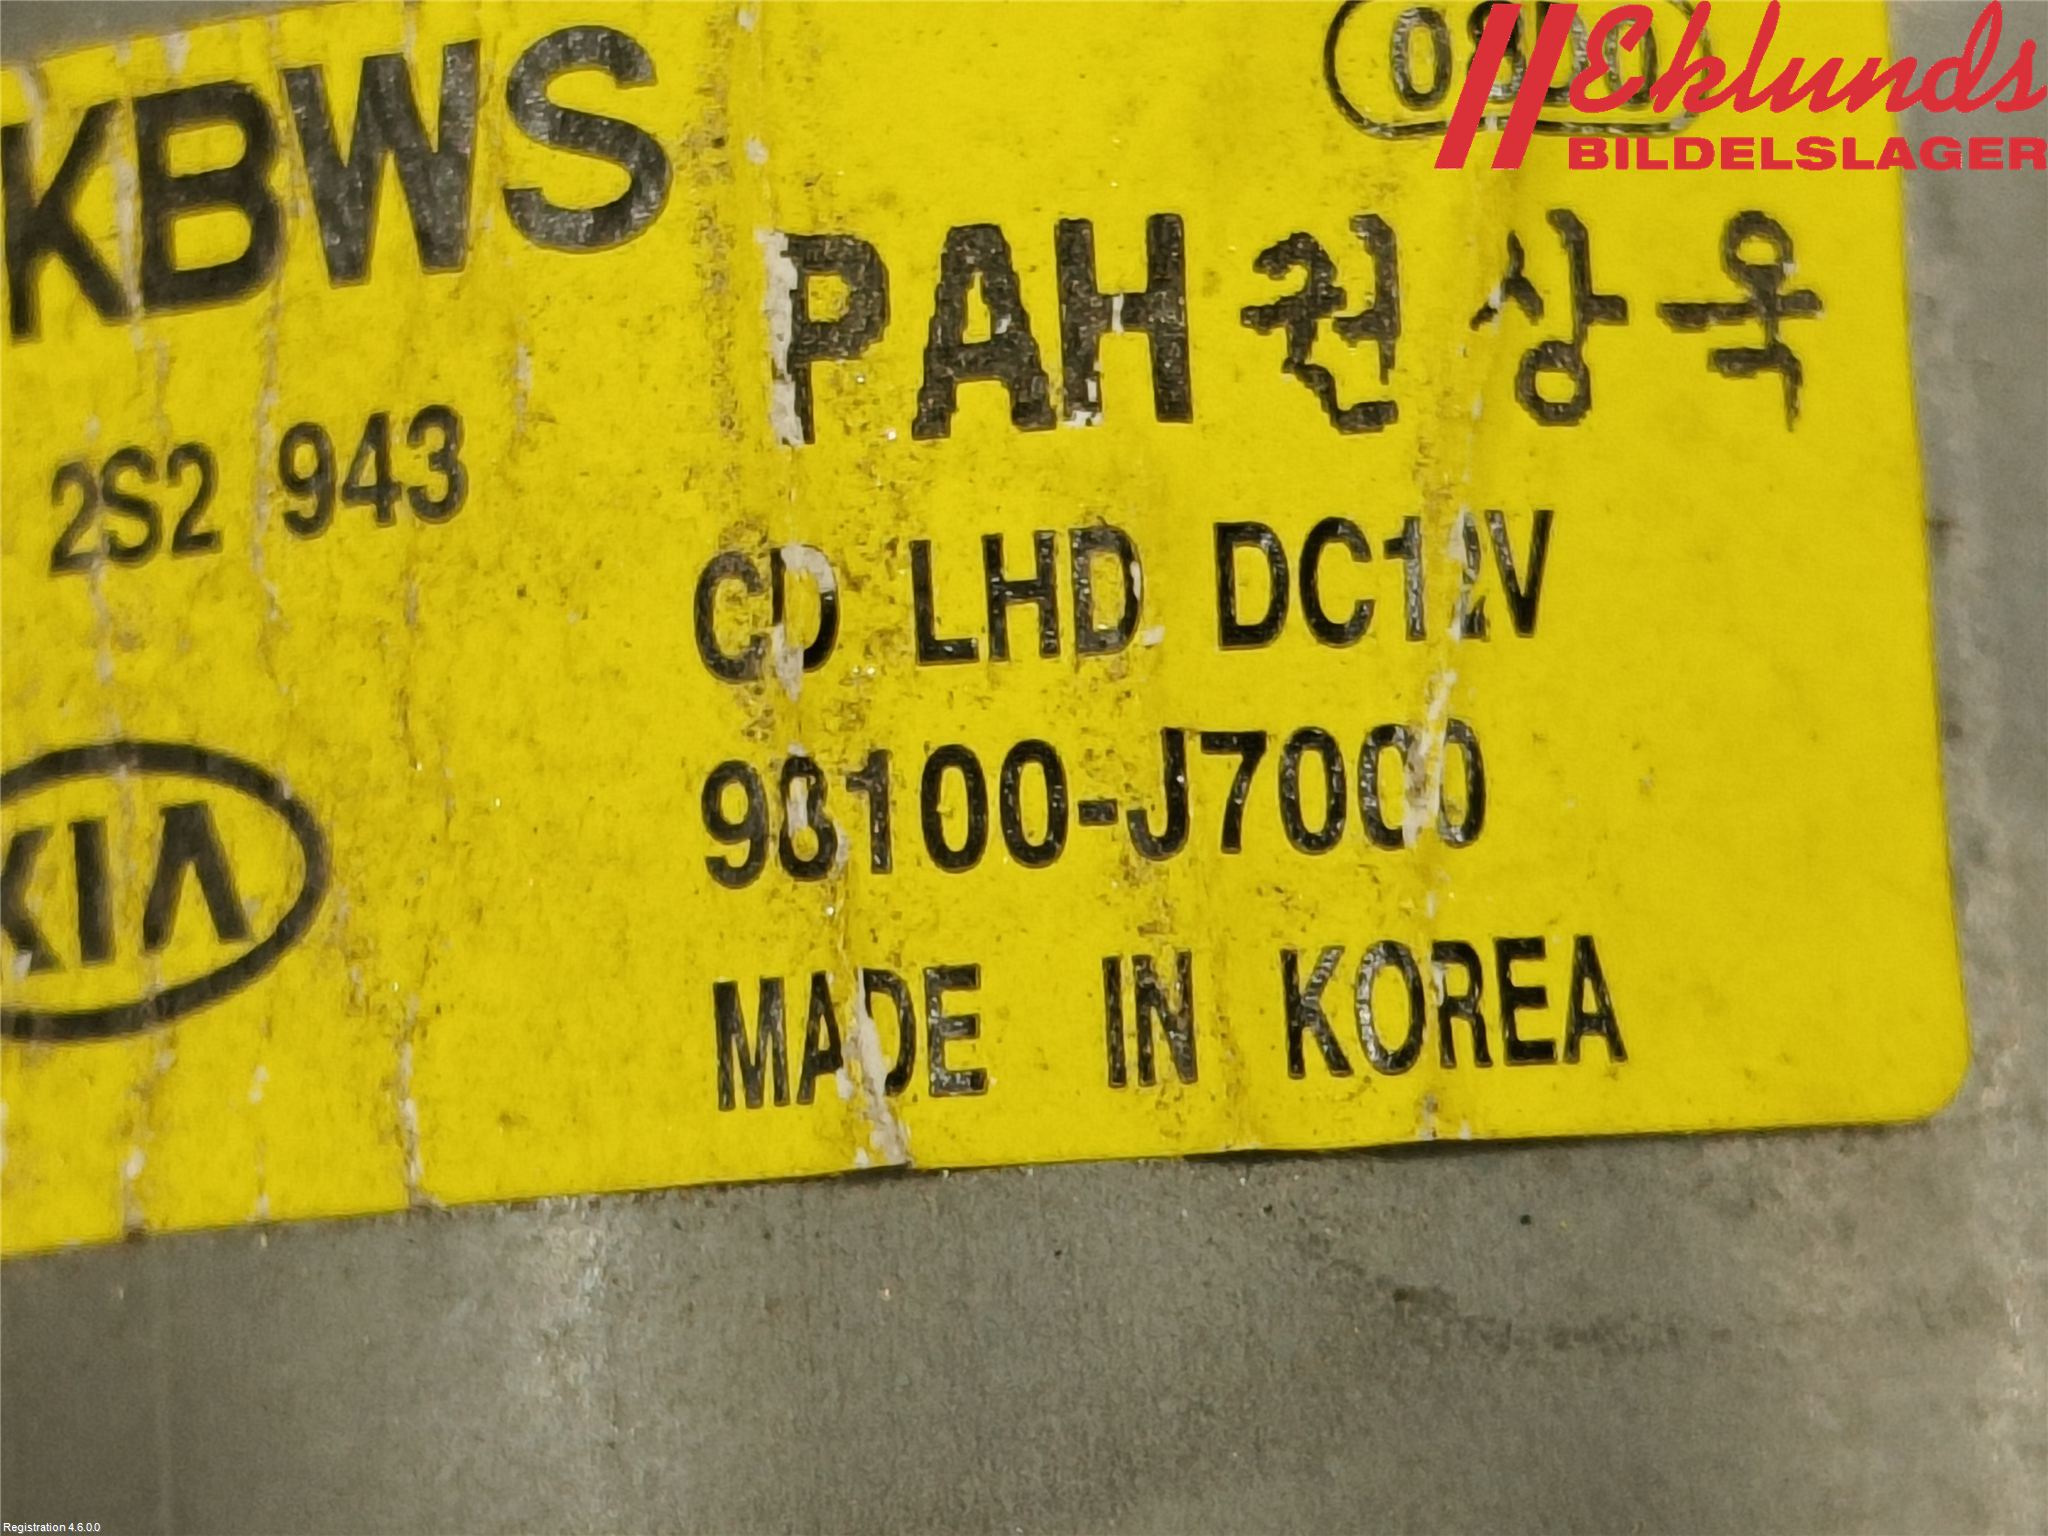 Eklunds
BILDELSLAGER
KBWS
PAH 권 상 옥
2S2 943
CD LHD DC12V
98100-J7000
KIA
MADE IN KOREA
Registration 4.6.0.0